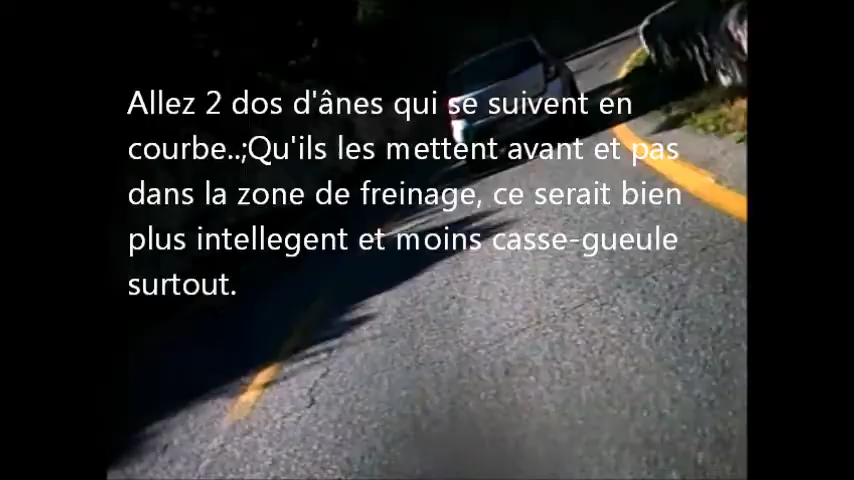 Allez 2 dos d'ânes qui se suivent en
courbe..;Qu'ils les mettent avant et pas
dans la zone de freinage, ce serait bien
plus intellegent et moins casse-gueule
surtout.